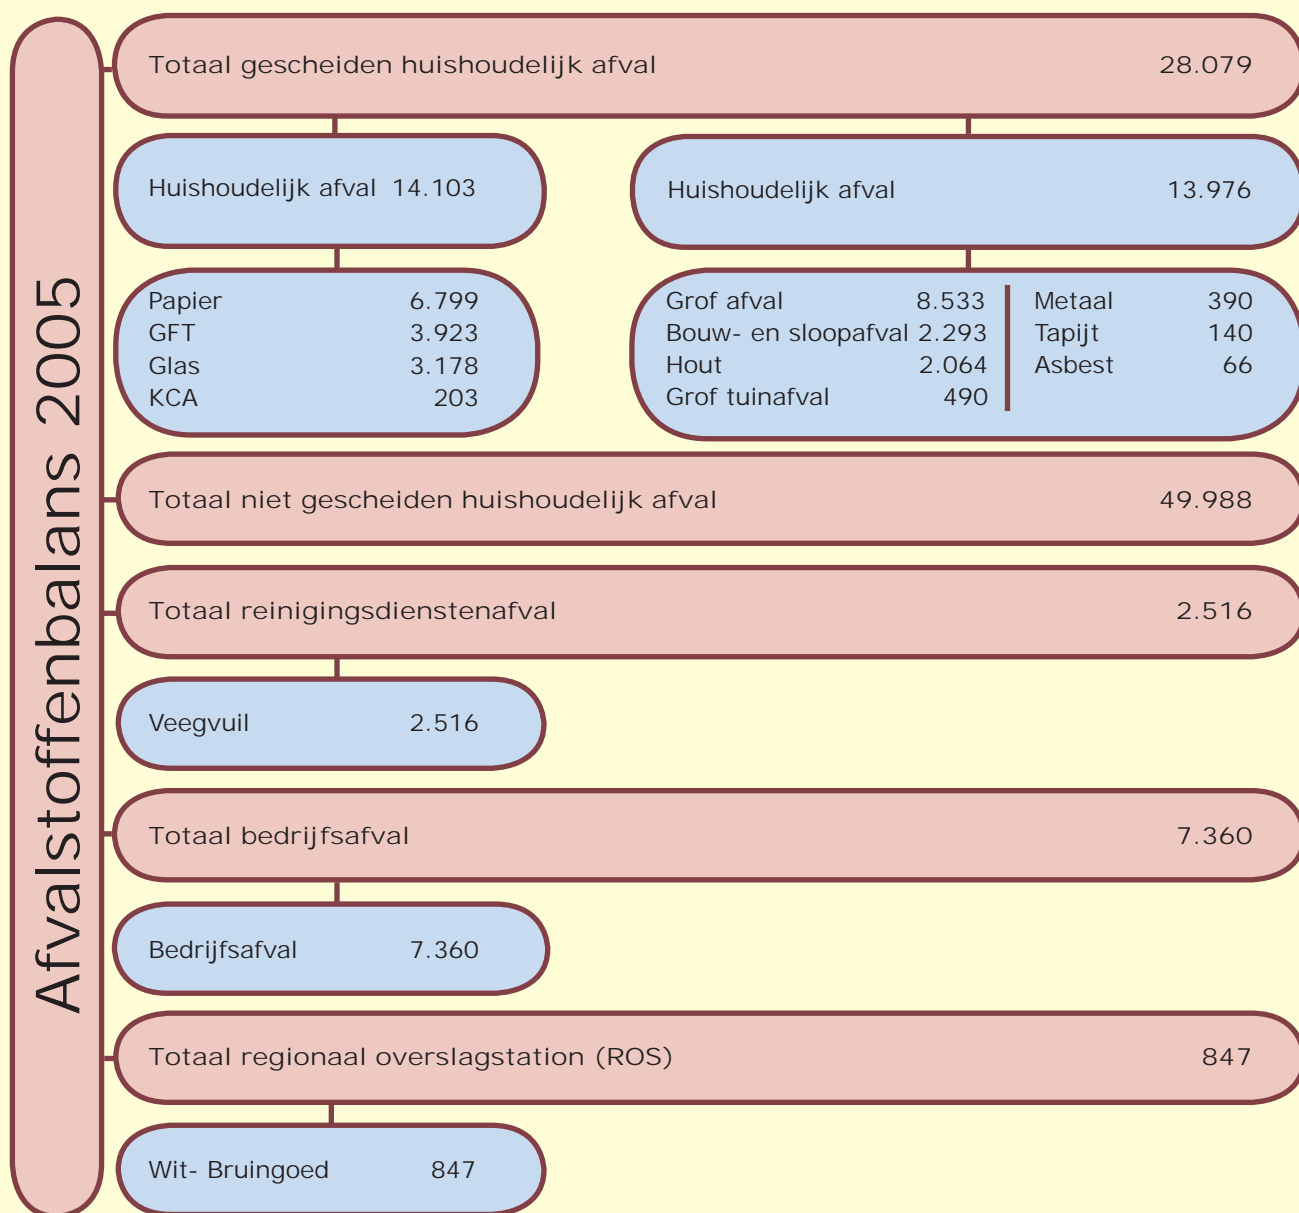 Afvalstoffenbalans 2005
Totaal gescheiden huishoudelijk afval 28.079
Huishoudelijk afval 14.103
Papier 6.799
GFT 3.923
Glas 3.178
KCA 203
Huishoudelijk afval 13.976
Grof afval 8.533
Bouw- en sloopafval 2.293
Hout 2.064
Grof tuinafval 490
Metaal 390
Tapijt 140
Asbest 66
Totaal niet gescheiden huishoudelijk afval 49.988
Totaal reinigingsdienstenafval 2.516
Veegvuil 2.516
Totaal bedrijfsafval 7.360
Bedrijfsafval 7.360
Totaal regionaal overslagstation (ROS) 847
Wit- Bruingoed 847